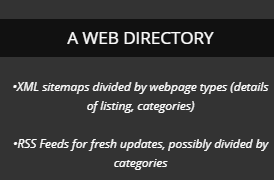 A WEB DIRECTORY
•XML sitemaps divided by webpage types (details
of listing, categories)
•RSS Feeds for fresh updates, possibly divided by
categories